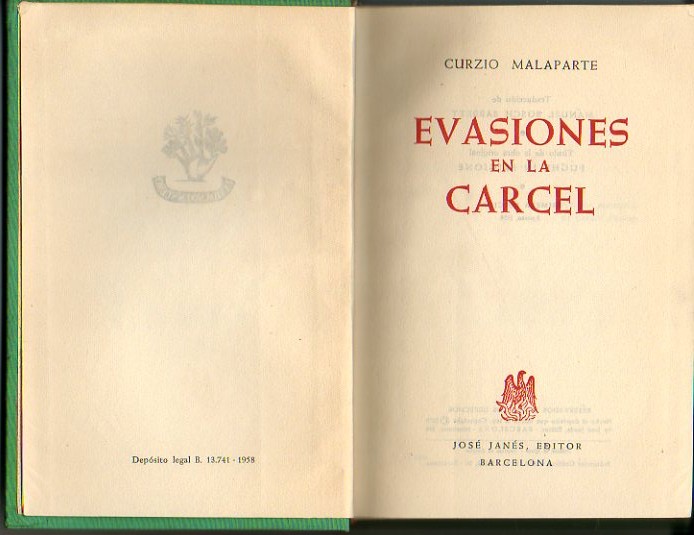 Depósito legal B. 13.741 - 1958
CURZIO MALAPARTE
EVASIONES
EN LA
CARCEL
JOSÉ JANÉS, EDITOR
BARCELONA